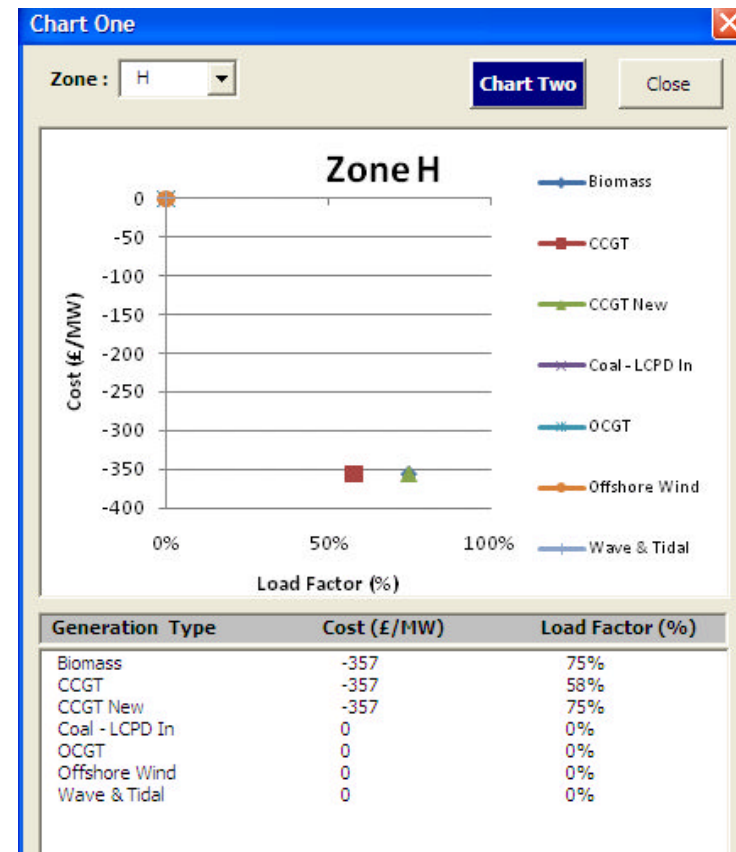 Chart One
Zone : H
Chart Two
Close
Zone H
0
-50
-100
-150
-200
-250
-300
-350
-400
Cost (£/MW)
0% 50% 100%
Load Factor (%)
Biomass
CCGT
CCGT New
Coal - LCPD In
OCGT
Offshore Wind
Wave & Tidal
Generation Type Cost (£/MW) Load Factor (%)
Biomass -357 75%
CCGT -357 58%
CCGT New -357 75%
Coal - LCPD In 0 0%
OCGT 0 0%
Offshore Wind 0 0%
Wave & Tidal 0 0%